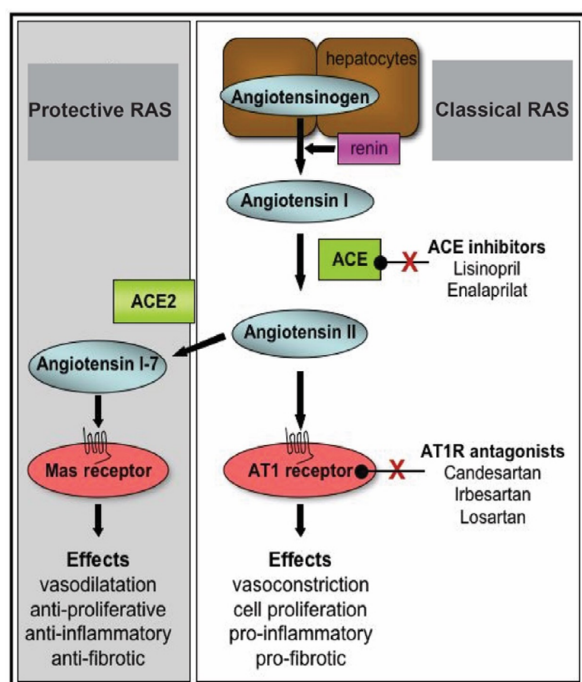 hepatocytes
Protective RAS
Angiotensinogen
Classical RAS
renin
Angiotensin I
ACE
X
ACE inhibitors
Lisinopril
Enalaprilat
ACE2
Angiotensin II
Angiotensin I-7
Mas receptor
AT1 receptor
X
AT1R antagonists
Candesartan
Irbesartan
Losartan
Effects
vasodilatation
anti-proliferative
anti-inflammatory
anti-fibrotic
Effects
vasoconstriction
cell proliferation
pro-inflammatory
pro-fibrotic